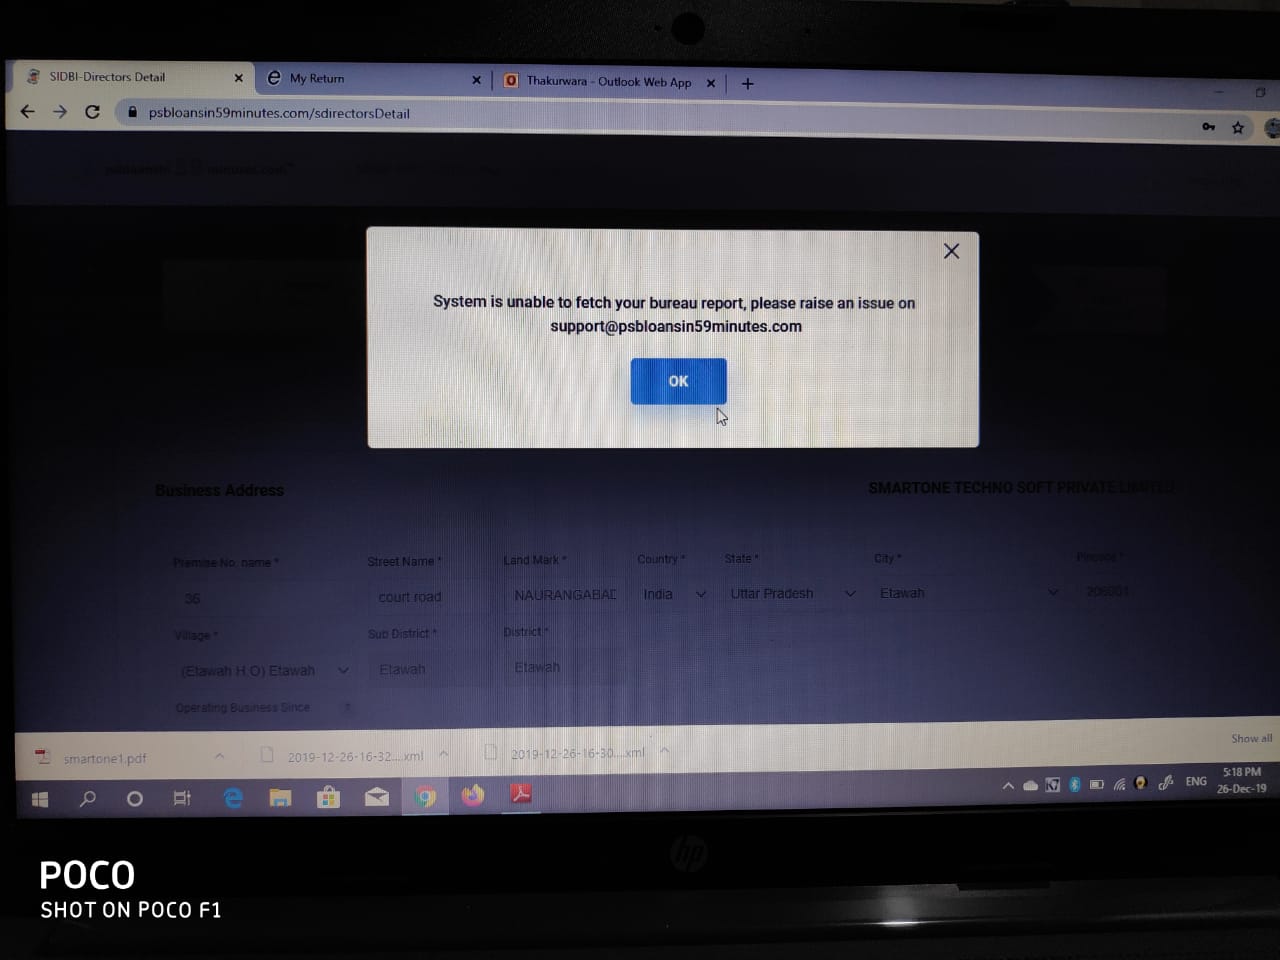 SIDBI-Directors Detail
My Return
Thakurwara - Outlook Web App
psbloansin59minutes.com/sdirectorsDetail
System is unable to fetch your bureau report, please raise an issue on
support@psbloansin59minutes.com
OK
Business Address
SMARTONE TECHNO SOFT PRIVATE LIMITED
Premise No. name *
Street Name *
Land Mark *
Country *
State *
City *
Pincode *
36
court road
NAURANGABAD
India
Uttar Pradesh
Etawah
Village *
Sub District *
District *
(Etawah H.O) Etawah
Etawah
Etawah
Operating Business Since
?
smartone1.pdf
2019-12-26-16-32....xml
2019-12-26-16-30....xml
Show all
ENG
5:18 PM
26-Dec-19
hp
POCO
SHOT ON POCO F1